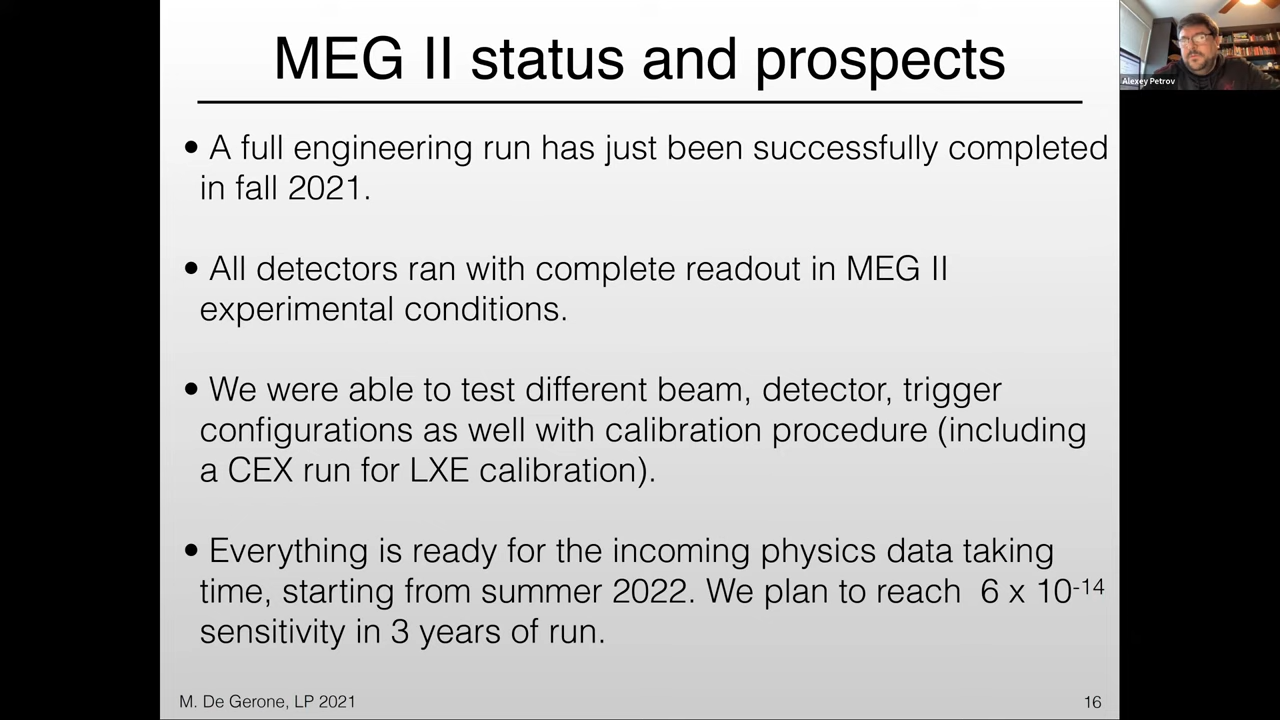 MEG II status and prospects
Alexey Petrov
• A full engineering run has just been successfully completed
in fall 2021.
• All detectors ran with complete readout in MEG II
experimental conditions.
• We were able to test different beam, detector, trigger
configurations as well with calibration procedure (including
a CEX run for LXE calibration).
• Everything is ready for the incoming physics data taking
time, starting from summer 2022. We plan to reach 6 x 10⁻¹⁴
sensitivity in 3 years of run.
M. De Gerone, LP 2021
16